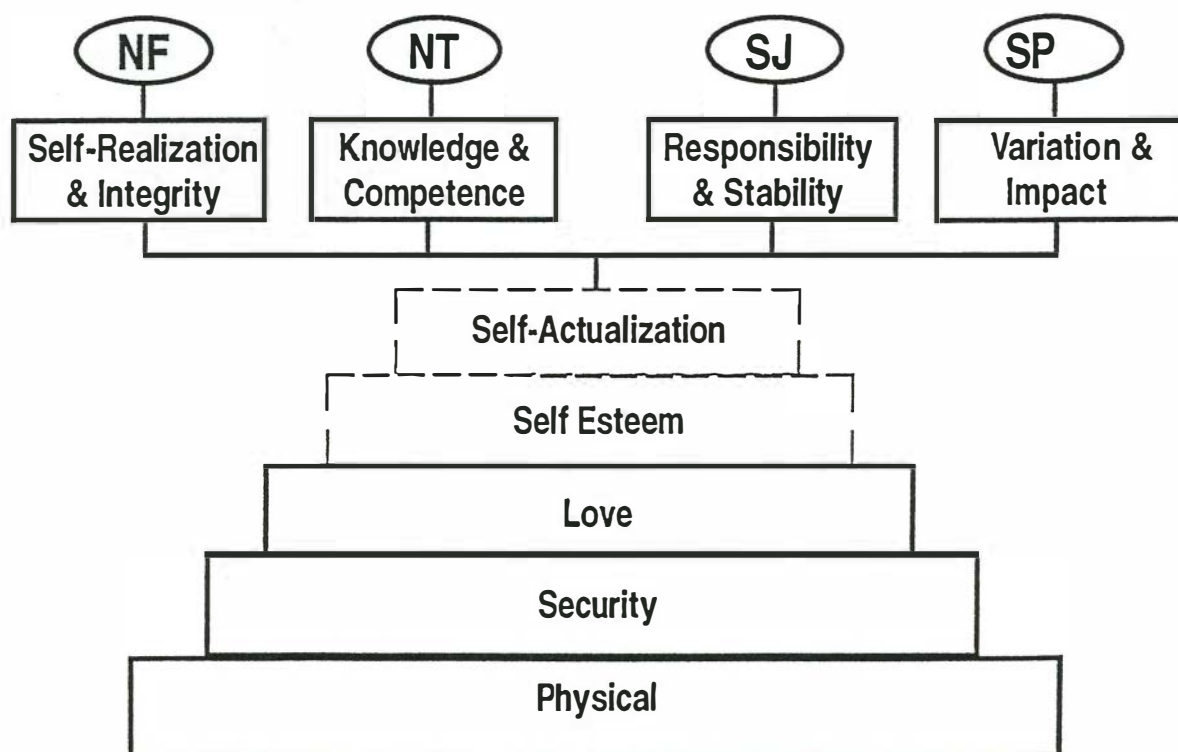 NF
NT
SJ
SP
Self-Realization
& Integrity
Knowledge &
Competence
Responsibility
& Stability
Variation &
Impact
Self-Actualization
Self Esteem
Love
Security
Physical